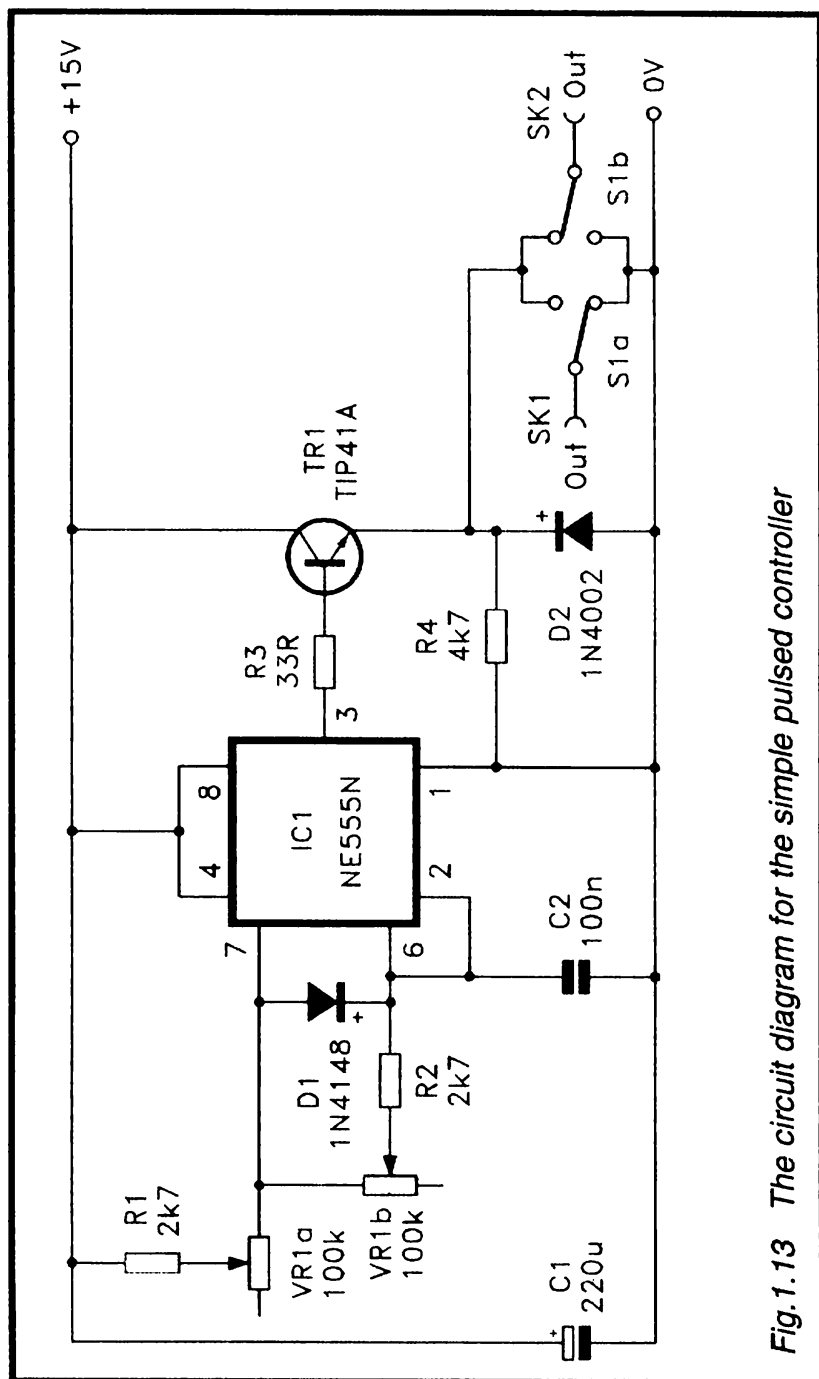 +15V
R1
2k7
VR1a
100k
VR1b
100k
C1
220u
D1
1N4148
+
R2
2k7
7
6
4
8
IC1
NE555N
2
1
3
C2
100n
R3
33R
TR1
TIP41A
R4
4k7
+
D2
1N4002
SK1
Out
S1a
S1b
SK2
Out
0V
+
Fig.1.13 The circuit diagram for the simple pulsed controller